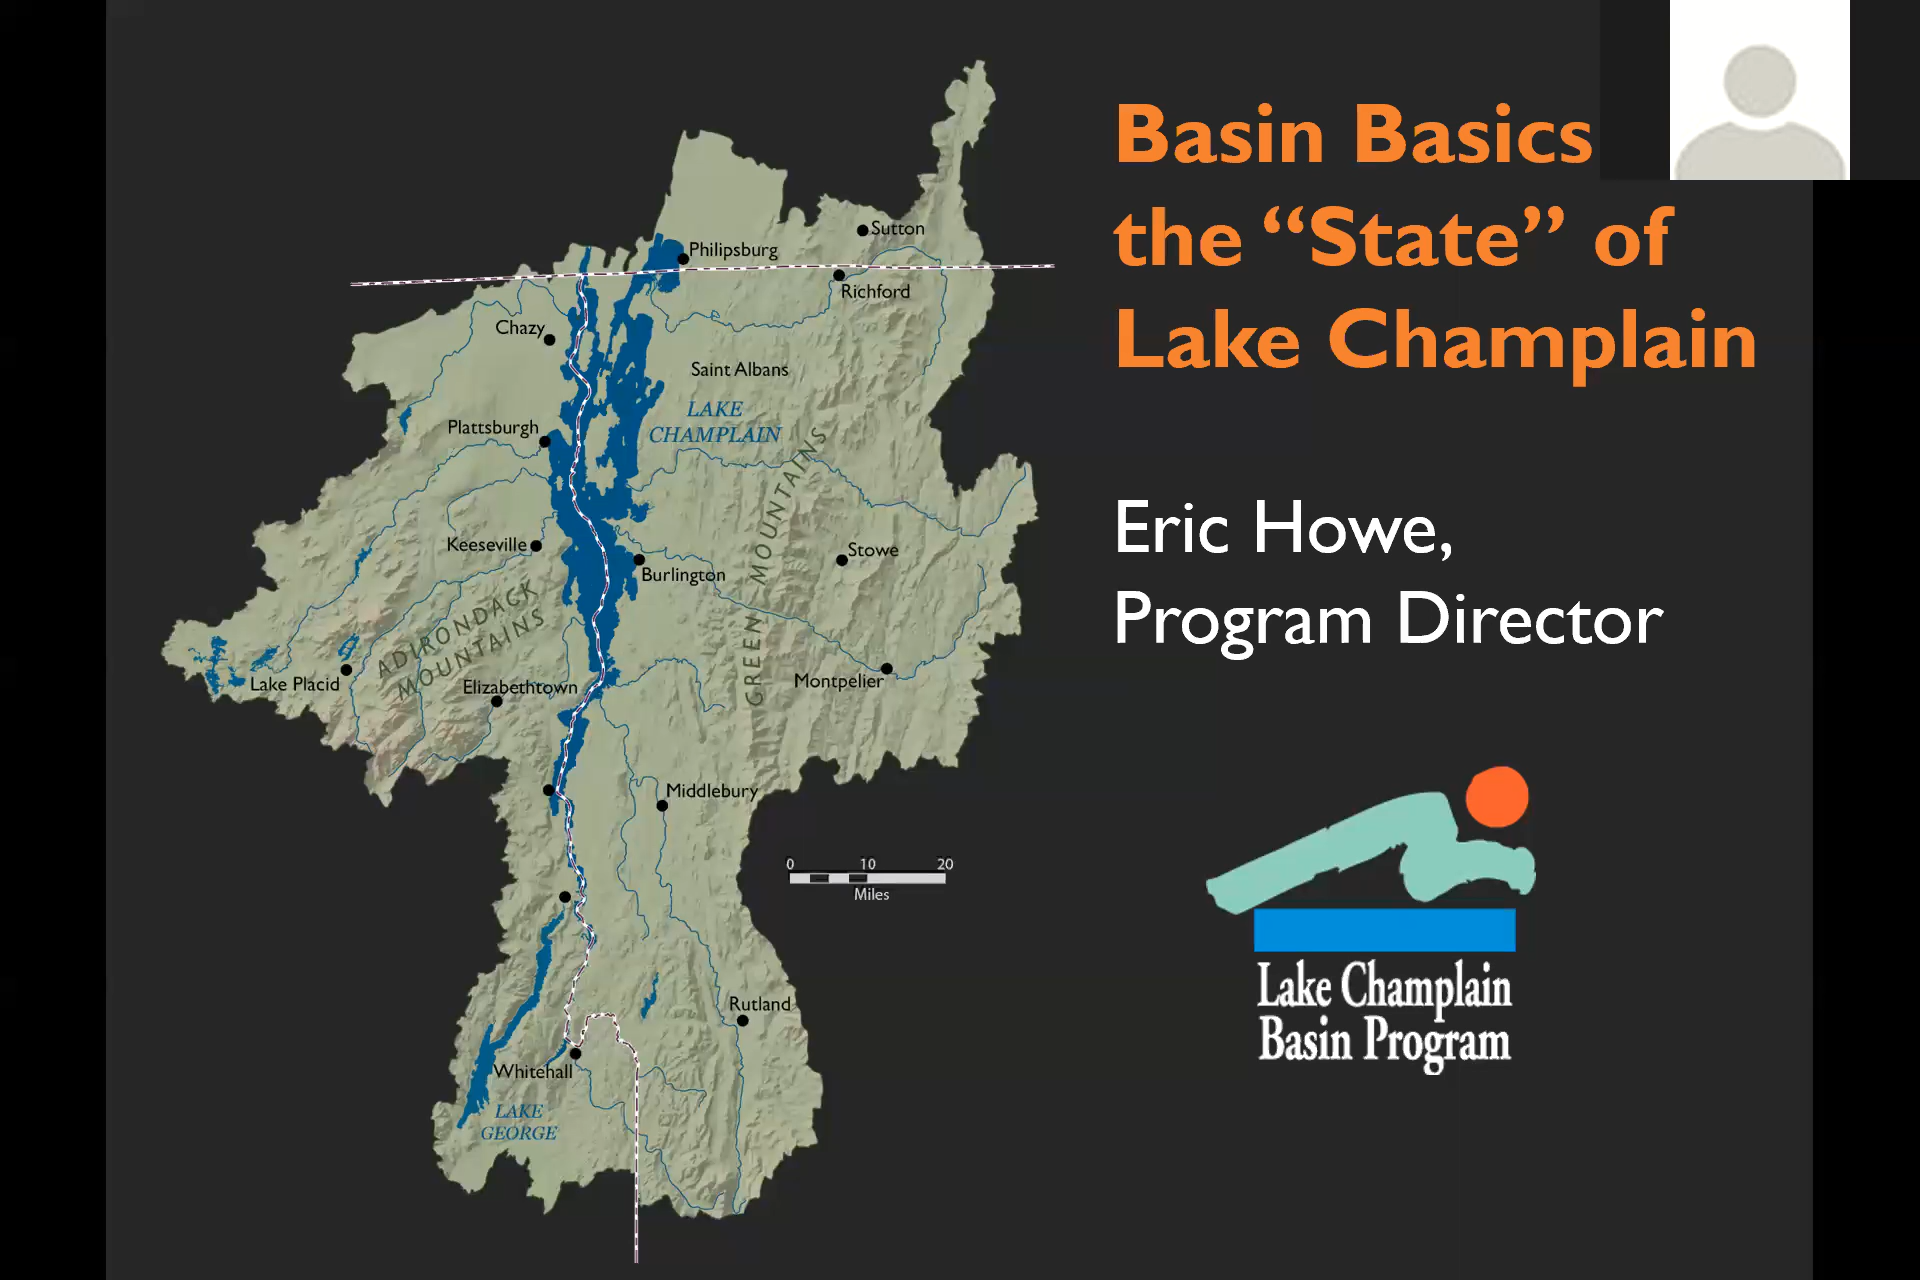 Basin Basics
the “State” of
Lake Champlain
Eric Howe,
Program Director
Lake Champlain
Basin Program
Sutton
Philipsburg
Richford
Chazy
Saint Albans
LAKE
CHAMPLAIN
Plattsburgh
GREEN MOUNTAINS
Keeseville
Stowe
Burlington
ADIRONDACK
MOUNTAINS
Lake Placid
Elizabethtown
Montpelier
Middlebury
0 10 20
Miles
Rutland
Whitehall
LAKE
GEORGE